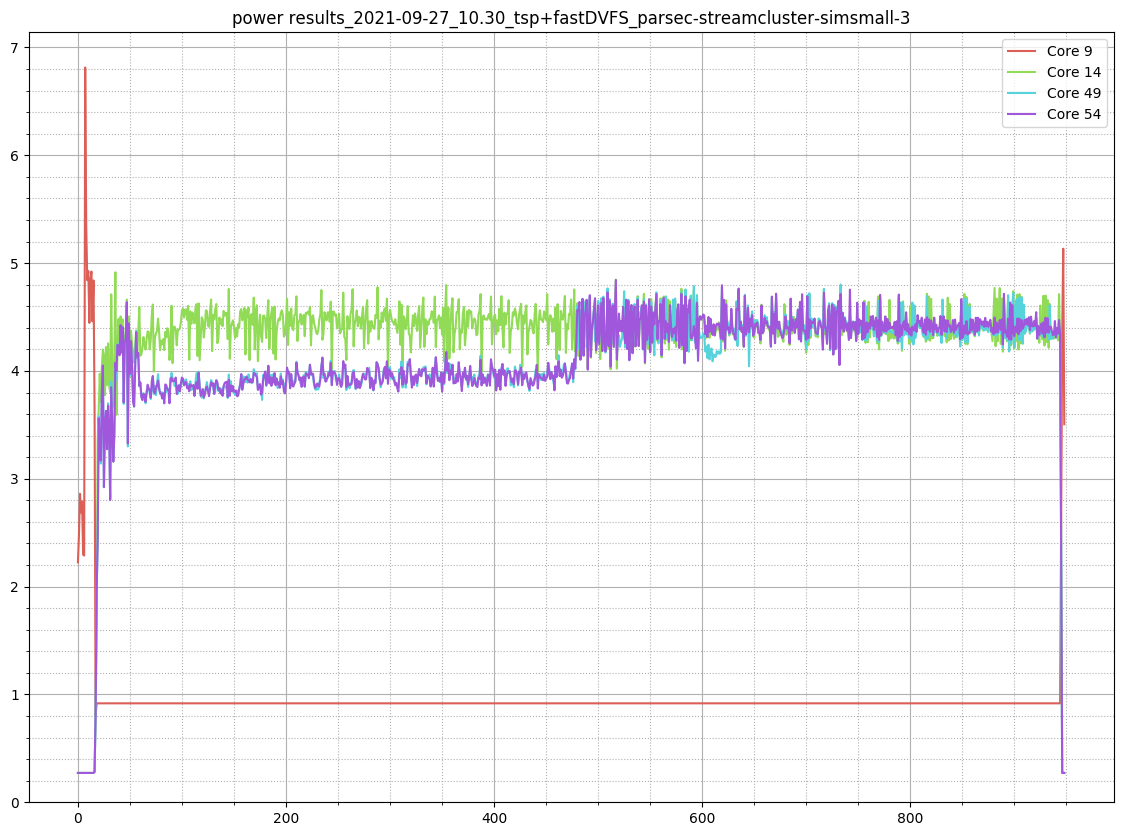 power results_2021-09-27_10.30_tsp+fastDVFS_parsec-streamcluster-simsmall-3
Core 9
Core 14
Core 49
Core 54
7
6
5
4
3
2
1
0
0 200 400 600 800